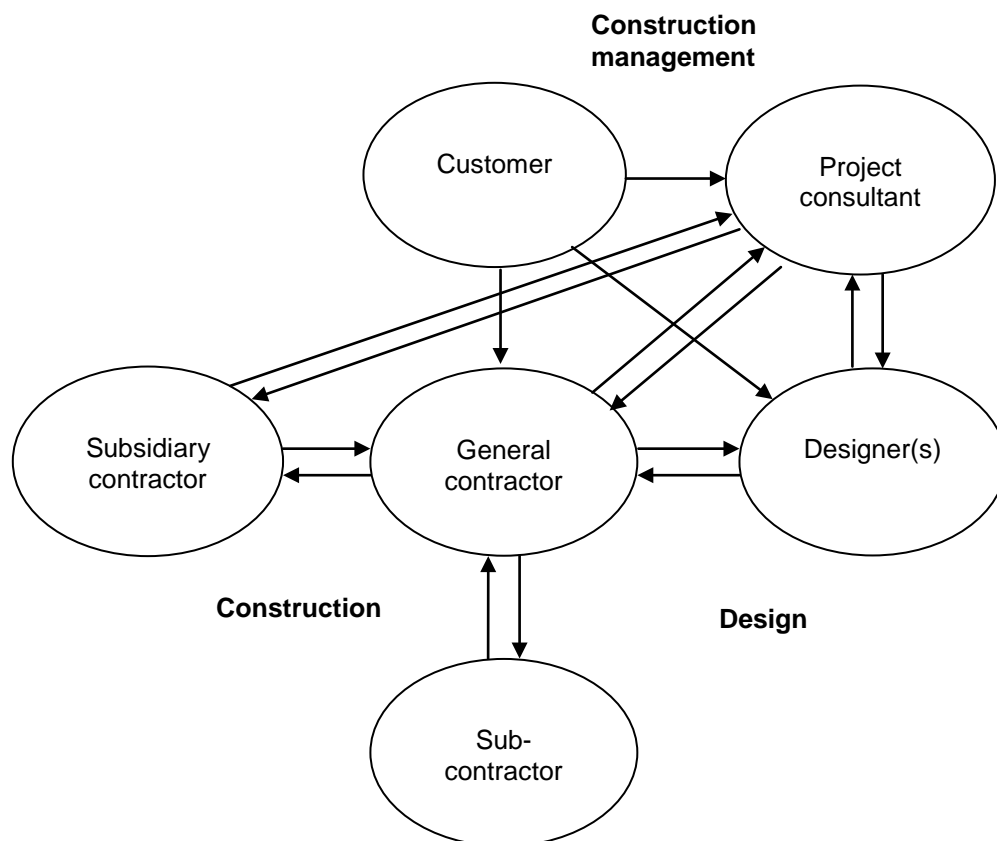 Construction
management
Customer
Project
consultant
Subsidiary
contractor
General
contractor
Designer(s)
Construction
Design
Sub-
contractor